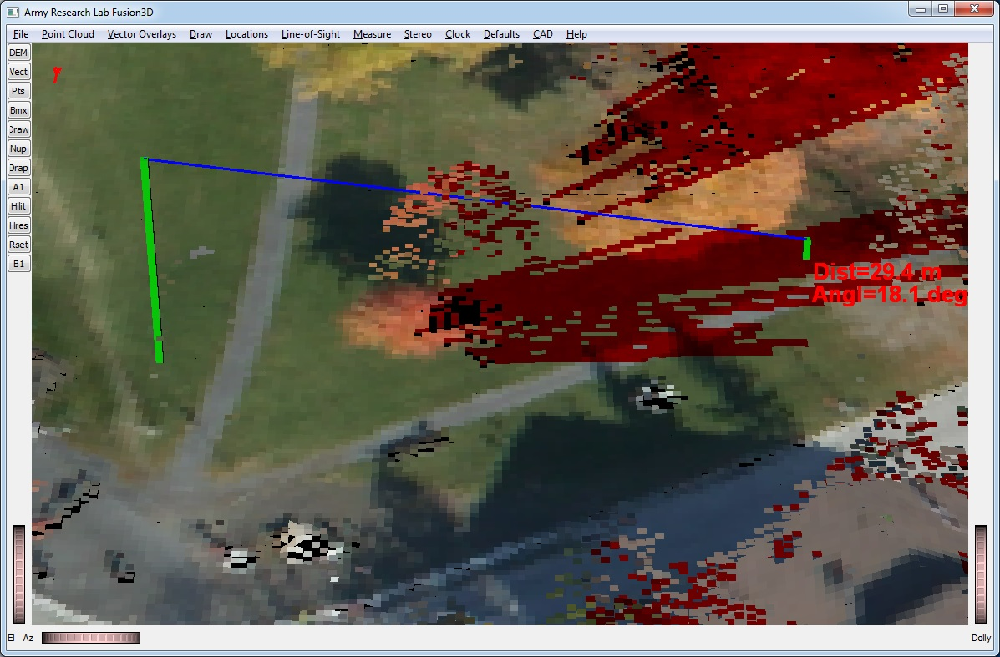 Army Research Lab Fusion3D
File Point Cloud Vector Overlays Draw Locations Line-of-Sight Measure Stereo Clock Defaults CAD Help
DEM
Vect
Pts
Bmx
Draw
Nup
Drap
A1
Hilit
Hres
Rset
B1
Dist=29.4 m
Angl=18.1 deg
El Az
Dolly